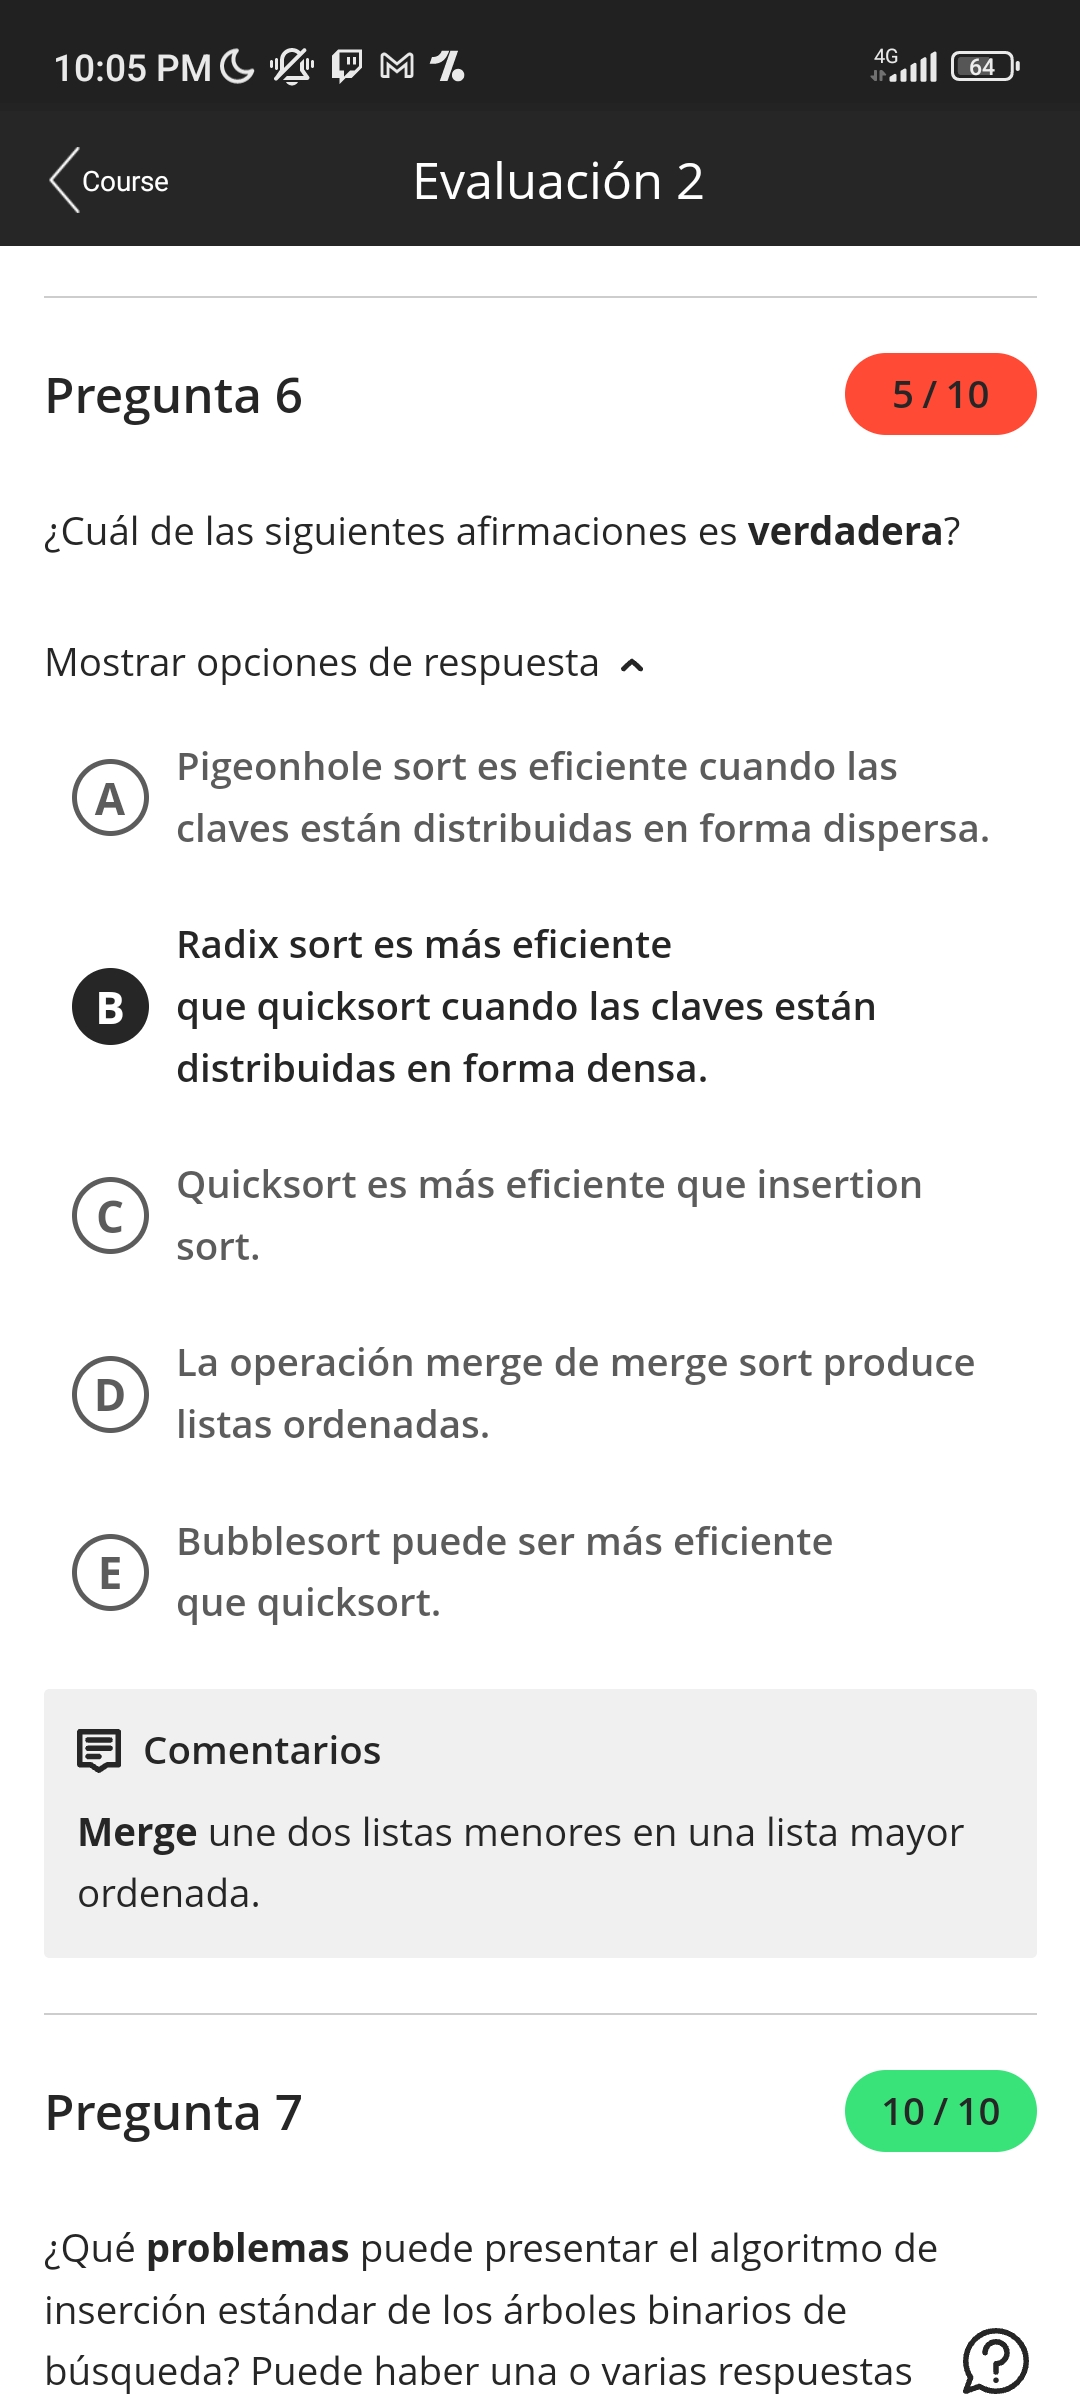 10:05 PM
4G
64
Course
Evaluación 2
Pregunta 6
5 / 10
¿Cuál de las siguientes afirmaciones es verdadera?
Mostrar opciones de respuesta
A
Pigeonhole sort es eficiente cuando las
claves están distribuidas en forma dispersa.
B
Radix sort es más eficiente
que quicksort cuando las claves están
distribuidas en forma densa.
C
Quicksort es más eficiente que insertion
sort.
D
La operación merge de merge sort produce
listas ordenadas.
E
Bubblesort puede ser más eficiente
que quicksort.
Comentarios
Merge une dos listas menores en una lista mayor
ordenada.
Pregunta 7
10 / 10
¿Qué problemas puede presentar el algoritmo de
inserción estándar de los árboles binarios de
búsqueda? Puede haber una o varias respuestas